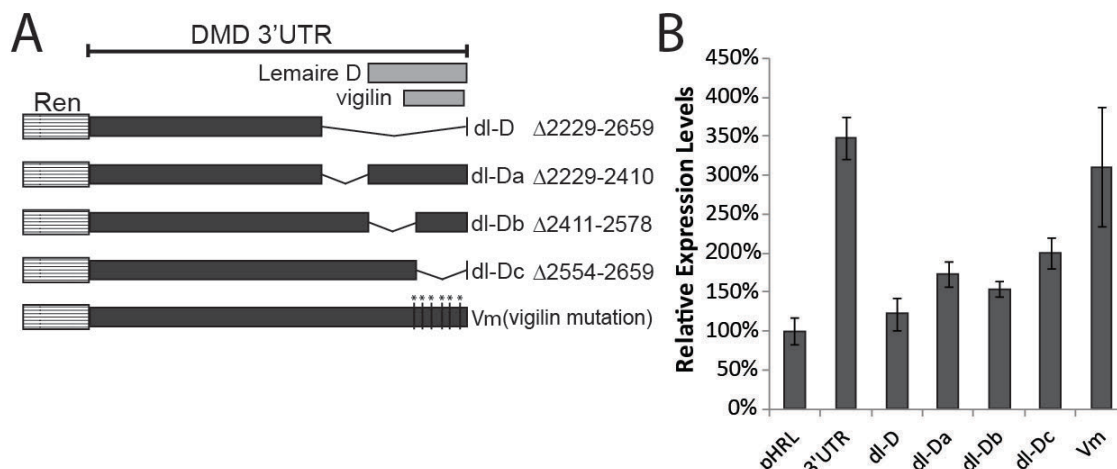 A
DMD 3'UTR
Lemaire D
vigilin
Ren
dl-D Δ2229-2659
dl-Da Δ2229-2410
dl-Db Δ2411-2578
dl-Dc Δ2554-2659
******
Vm(vigilin mutation)
B
Relative Expression Levels
450%
400%
350%
300%
250%
200%
150%
100%
50%
0%
pHRL
3'UTR
dl-D
dl-Da
dl-Db
dl-Dc
Vm